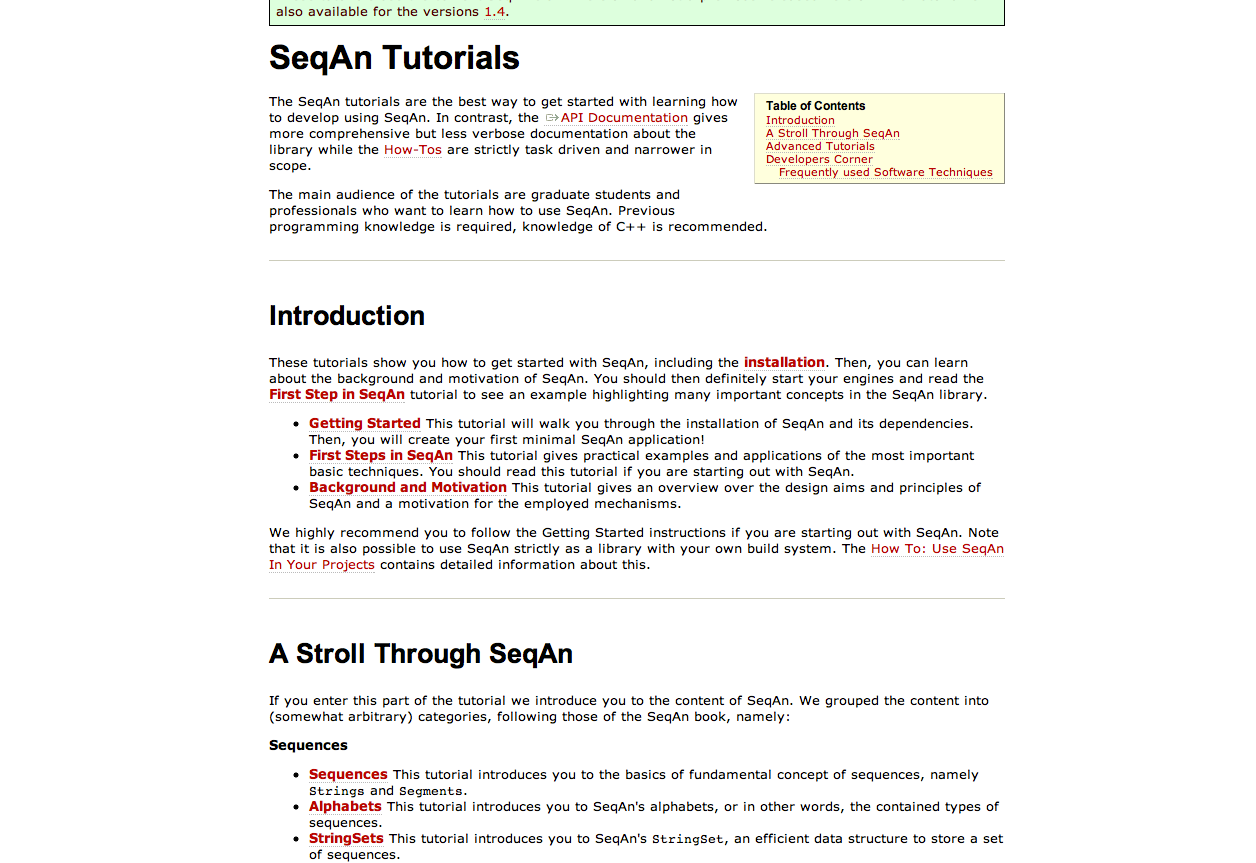 also available for the versions 1.4.
SeqAn Tutorials
The SeqAn tutorials are the best way to get started with learning how
to develop using SeqAn. In contrast, the API Documentation gives
more comprehensive but less verbose documentation about the
library while the How-Tos are strictly task driven and narrower in
scope.
Table of Contents
Introduction
A Stroll Through SeqAn
Advanced Tutorials
Developers Corner
Frequently used Software Techniques
The main audience of the tutorials are graduate students and
professionals who want to learn how to use SeqAn. Previous
programming knowledge is required, knowledge of C++ is recommended.
Introduction
These tutorials show you how to get started with SeqAn, including the installation. Then, you can learn
about the background and motivation of SeqAn. You should then definitely start your engines and read the
First Step in SeqAn tutorial to see an example highlighting many important concepts in the SeqAn library.
• Getting Started This tutorial will walk you through the installation of SeqAn and its dependencies.
Then, you will create your first minimal SeqAn application!
• First Steps in SeqAn This tutorial gives practical examples and applications of the most important
basic techniques. You should read this tutorial if you are starting out with SeqAn.
• Background and Motivation This tutorial gives an overview over the design aims and principles of
SeqAn and a motivation for the employed mechanisms.
We highly recommend you to follow the Getting Started instructions if you are starting out with SeqAn. Note
that it is also possible to use SeqAn strictly as a library with your own build system. The How To: Use SeqAn
In Your Projects contains detailed information about this.
A Stroll Through SeqAn
If you enter this part of the tutorial we introduce you to the content of SeqAn. We grouped the content into
(somewhat arbitrary) categories, following those of the SeqAn book, namely:
Sequences
• Sequences This tutorial introduces you to the basics of fundamental concept of sequences, namely
Strings and Segments.
• Alphabets This tutorial introduces you to SeqAn's alphabets, or in other words, the contained types of
sequences.
• StringSets This tutorial introduces you to SeqAn's StringSet, an efficient data structure to store a set
of sequences.